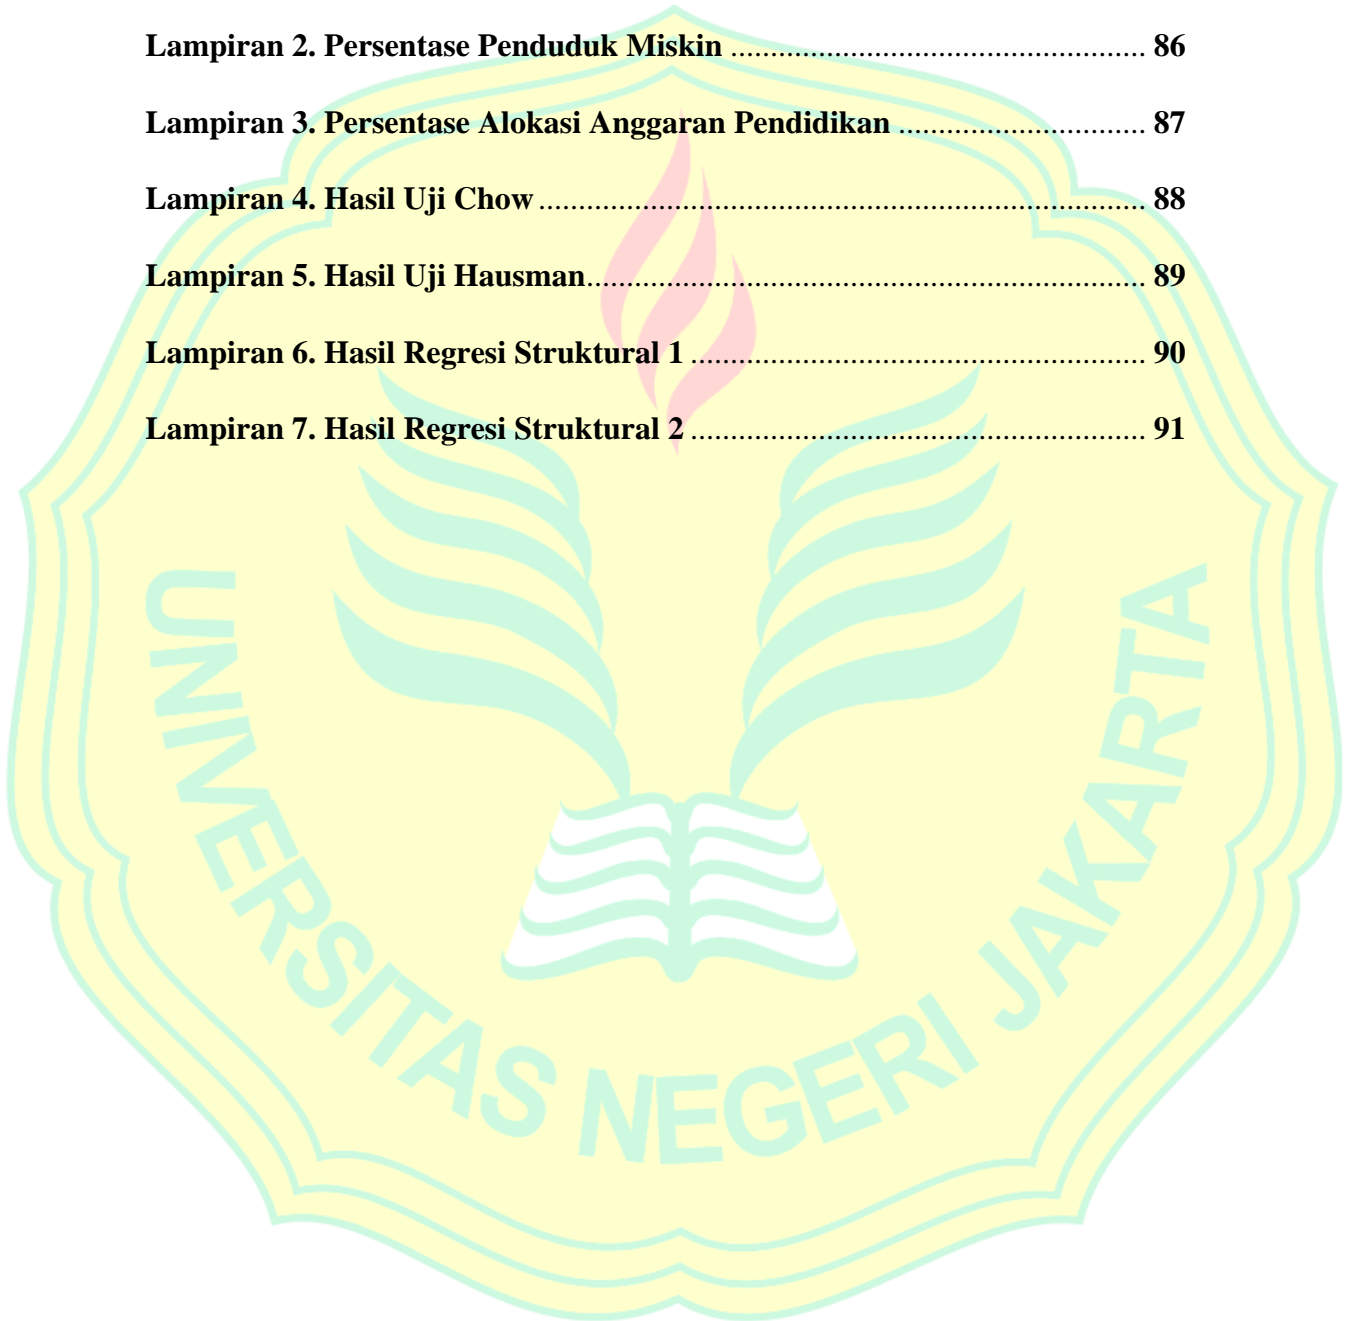 Lampiran 2. Persentase Penduduk Miskin .................................................... 86
Lampiran 3. Persentase Alokasi Anggaran Pendidikan ............................... 87
Lampiran 4. Hasil Uji Chow ............................................................................ 88
Lampiran 5. Hasil Uji Hausman...................................................................... 89
Lampiran 6. Hasil Regresi Struktural 1 ......................................................... 90
Lampiran 7. Hasil Regresi Struktural 2 ......................................................... 91
UNIVERSITAS NEGERI JAKARTA